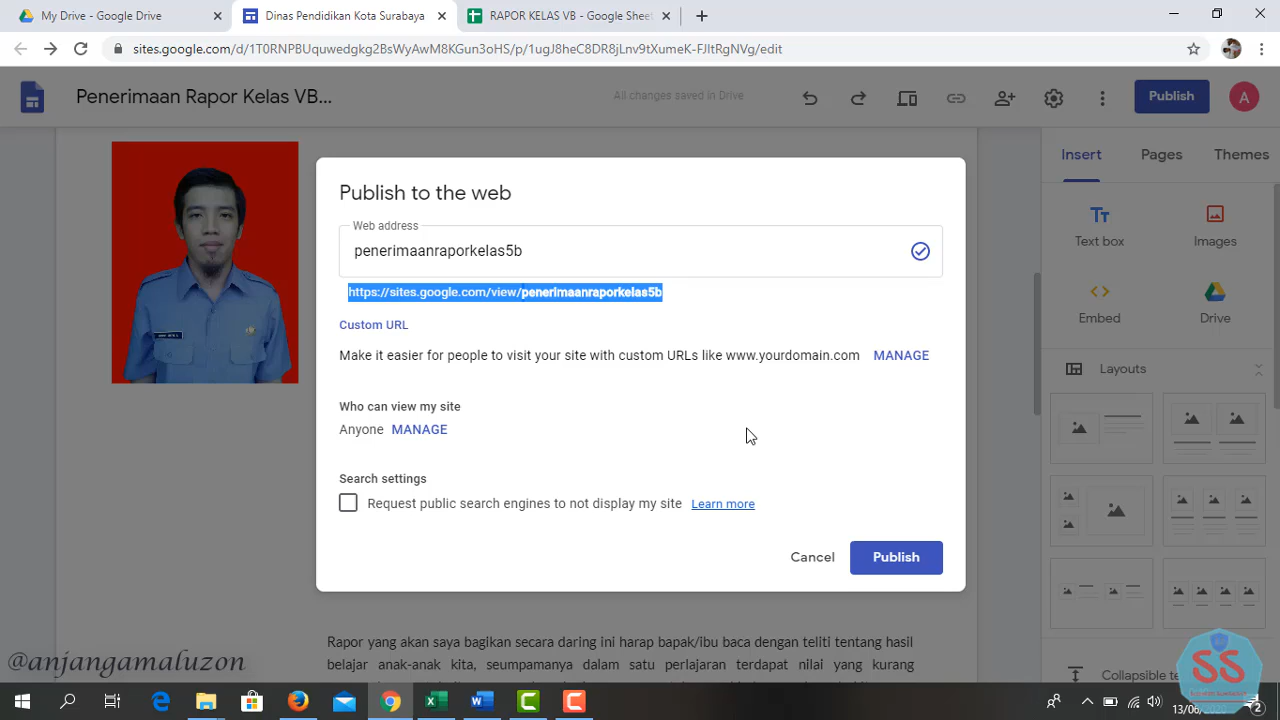 My Drive - Google Drive
Dinas Pendidikan Kota Surabaya
RAPOR KELAS VB - Google Sheet
sites.google.com/d/1T0RNPBUquwedgkg2BsWyAwM8KGun3oHS/p/1ugJ8heC8DR8jLnv9tXumeK-FJltRgNVg/edit
Penerimaan Rapor Kelas VB...
All changes saved in Drive
Publish
A
Insert
Pages
Themes
Publish to the web
Web address
penerimaanraporkelas5b
https://sites.google.com/view/penerimaanraporkelas5b
Custom URL
Make it easier for people to visit your site with custom URLs like www.yourdomain.com MANAGE
Who can view my site
Anyone MANAGE
Search settings
Request public search engines to not display my site Learn more
Cancel
Publish
Tt
Text box
Images
Embed
Drive
Layouts
Collapsible te
Rapor yang akan saya bagikan secara daring ini harap bapak/ibu baca dengan teliti tentang hasil
belajar anak-anak kita, seumpamanya dalam satu perlajaran terdapat nilai yang kurang
@anjangamaluzon
SS
13/06/
2